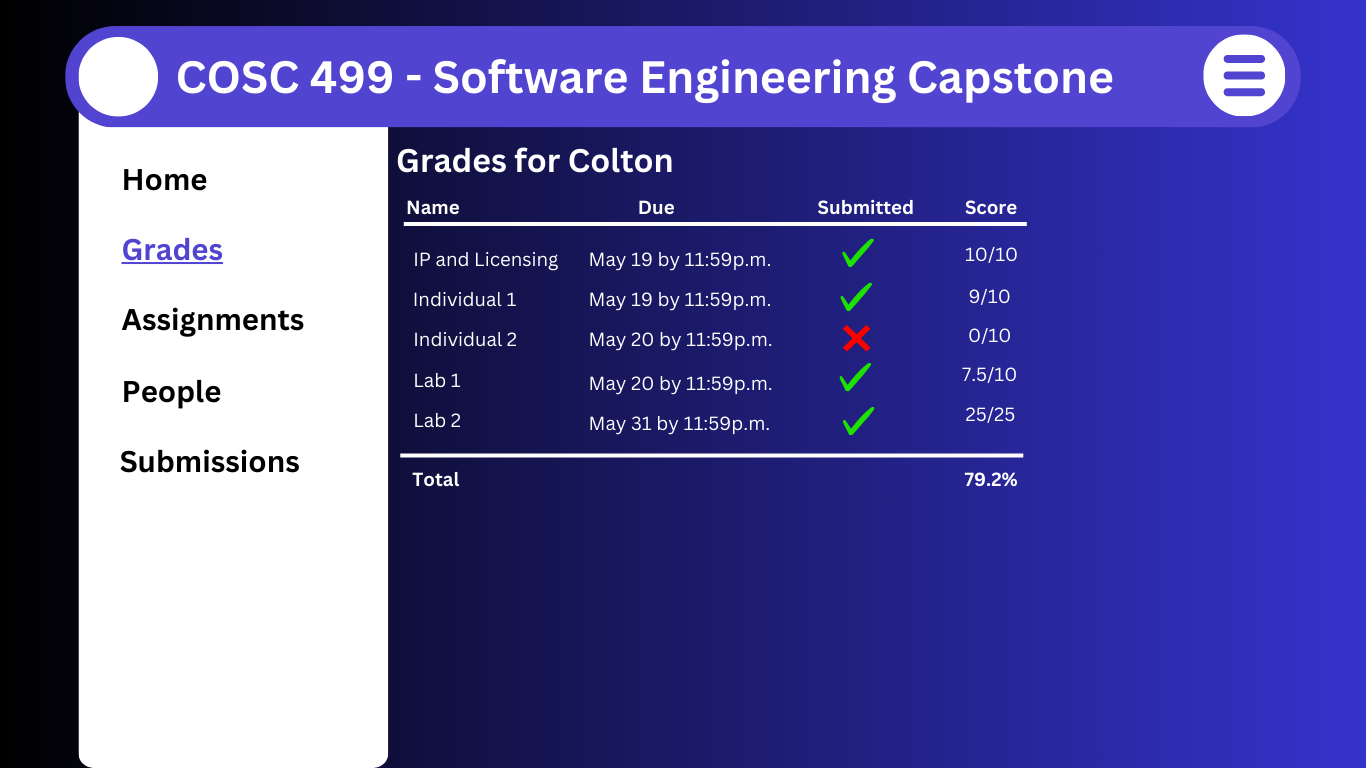 COSC 499 - Software Engineering Capstone
Home
Grades
Assignments
People
Submissions
Grades for Colton
Name Due Submitted Score
IP and Licensing May 19 by 11:59p.m. 10/10
Individual 1 May 19 by 11:59p.m. 9/10
Individual 2 May 20 by 11:59p.m. 0/10
Lab 1 May 20 by 11:59p.m. 7.5/10
Lab 2 May 31 by 11:59p.m. 25/25
Total 79.2%